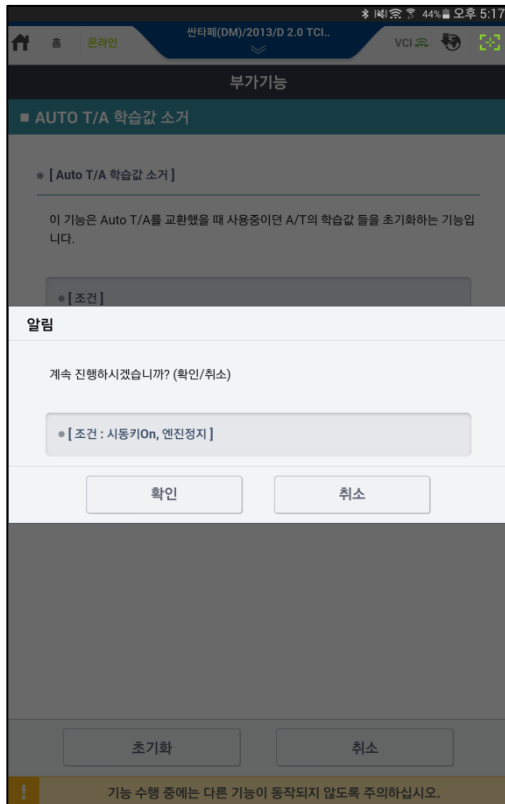 44% 오후 5:17
홈 온라인 싼타페(DM)/2013/D 2.0 TCI.. VCI
부가기능
■ AUTO T/A 학습값 소거
● [ Auto T/A 학습값 소거 ]
이 기능은 Auto T/A를 교환했을 때 사용중이던 A/T의 학습값 들을 초기화하는 기능입
니다.
● [ 조건 ]
알림
계속 진행하시겠습니까? (확인/취소)
● [ 조건 : 시동키On, 엔진정지 ]
확인 취소
초기화 취소
! 기능 수행 중에는 다른 기능이 동작되지 않도록 주의하십시오.